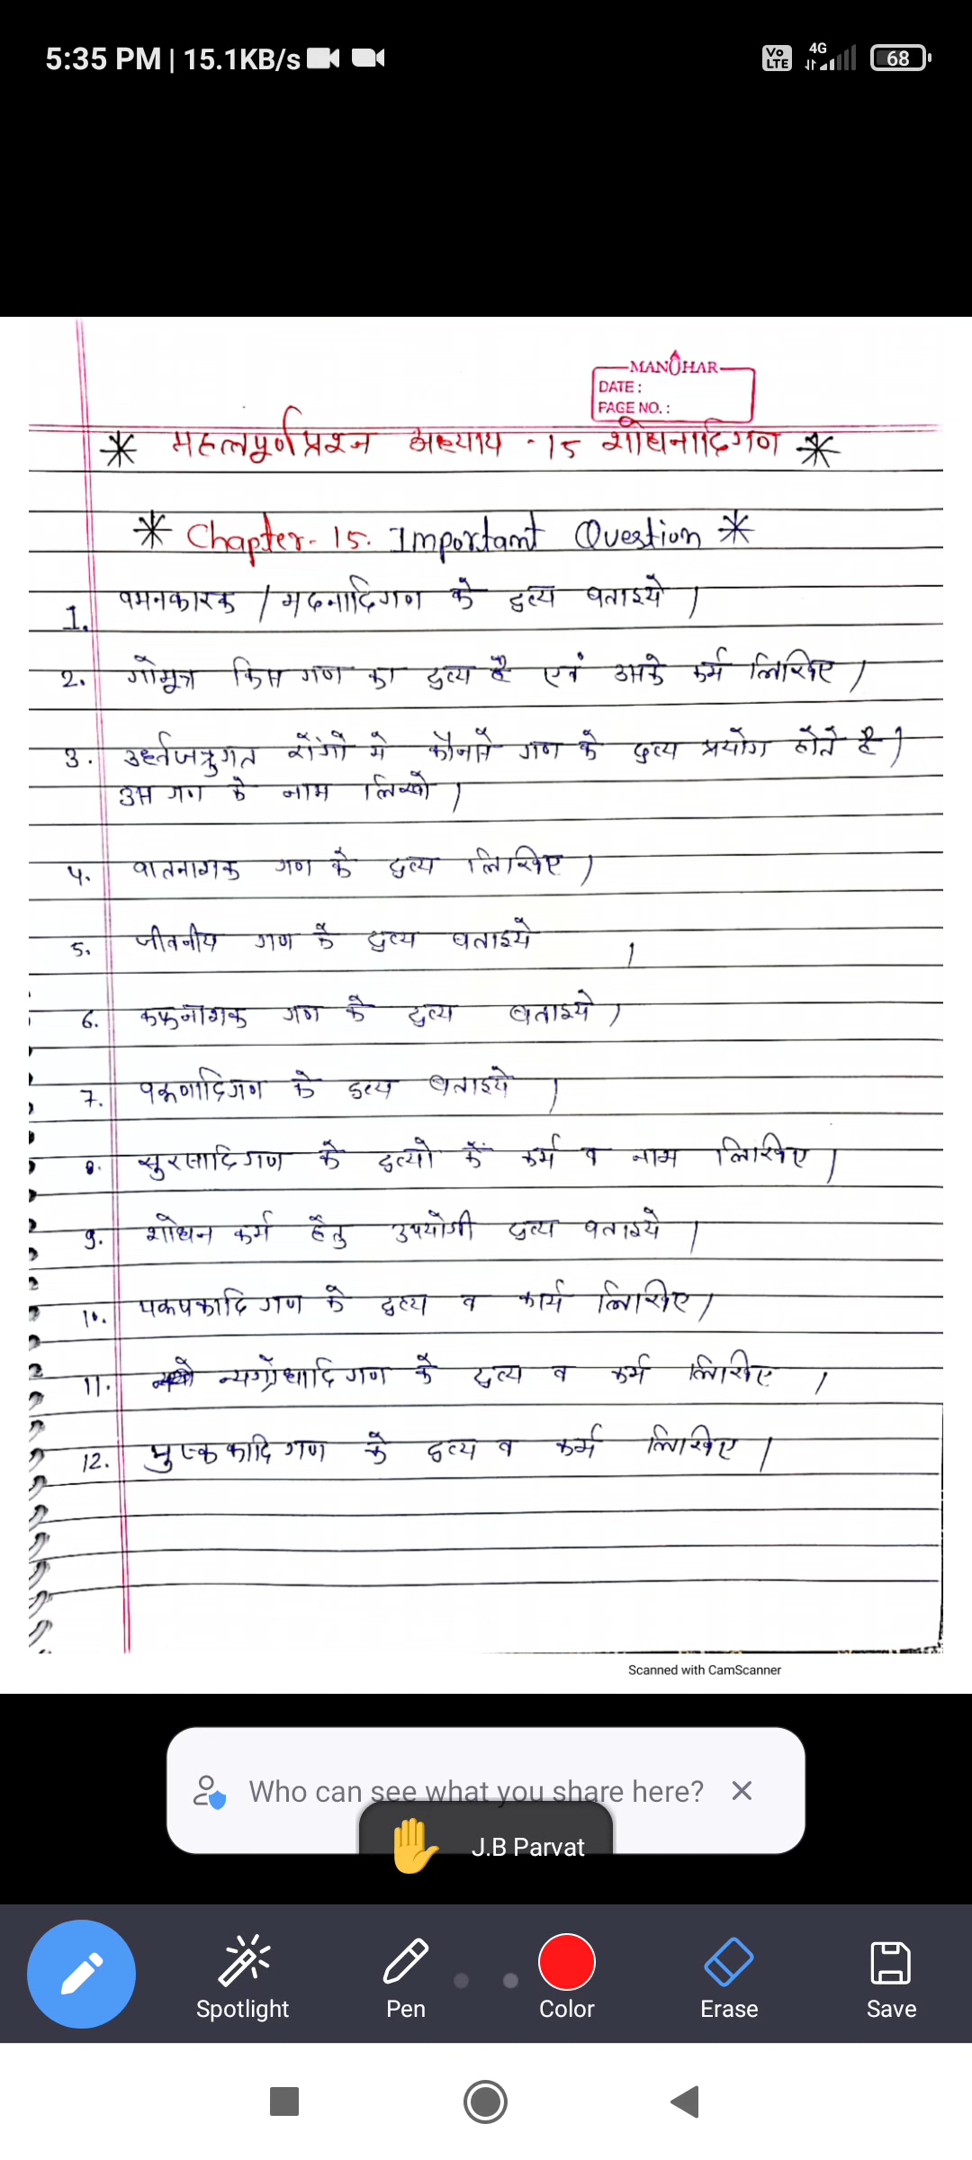 5:35 PM | 15.1KB/s
Vo LTE 4G 68
MANOHAR
DATE :
PAGE NO. :
* महत्वपूर्ण प्रश्न अध्याय - 15 शोधनादिगण *
* Chapter - 15. Important Question *
1. वमनकारक / मदनादिगण के द्रव्य बताइये ।
2. गोमूत्र किस गण का द्रव्य है एवं उसके कर्म लिखिए ।
3. उर्ध्वजत्रुगत रोगों मे कौनसे गण के द्रव्य प्रयोग होते है ।
उस गण के नाम लिखो ।
4. वातनाशक गण के द्रव्य लिखिए ।
5. जीवनीय गण के द्रव्य बताइये ।
6. कफनाशक गण के द्रव्य बताइये ।
7. वरूणादिगण के द्रव्य बताइये ।
8. सुरसादिगण के द्रव्यो के कर्म व नाम लिखिए ।
9. शोधन कर्म हेतु उपयोगी द्रव्य बताइये ।
10. गण के द्रव्य व कार्य लिखिए ।
11. न्यग्रोधादिगण के द्रव्य व कर्म लिखिए ।
12. मुष्ककादि गण के द्रव्य व कर्म लिखिए ।
Scanned with CamScanner
Who can see what you share here?
J.B Parvat
Spotlight Pen Color Erase Save